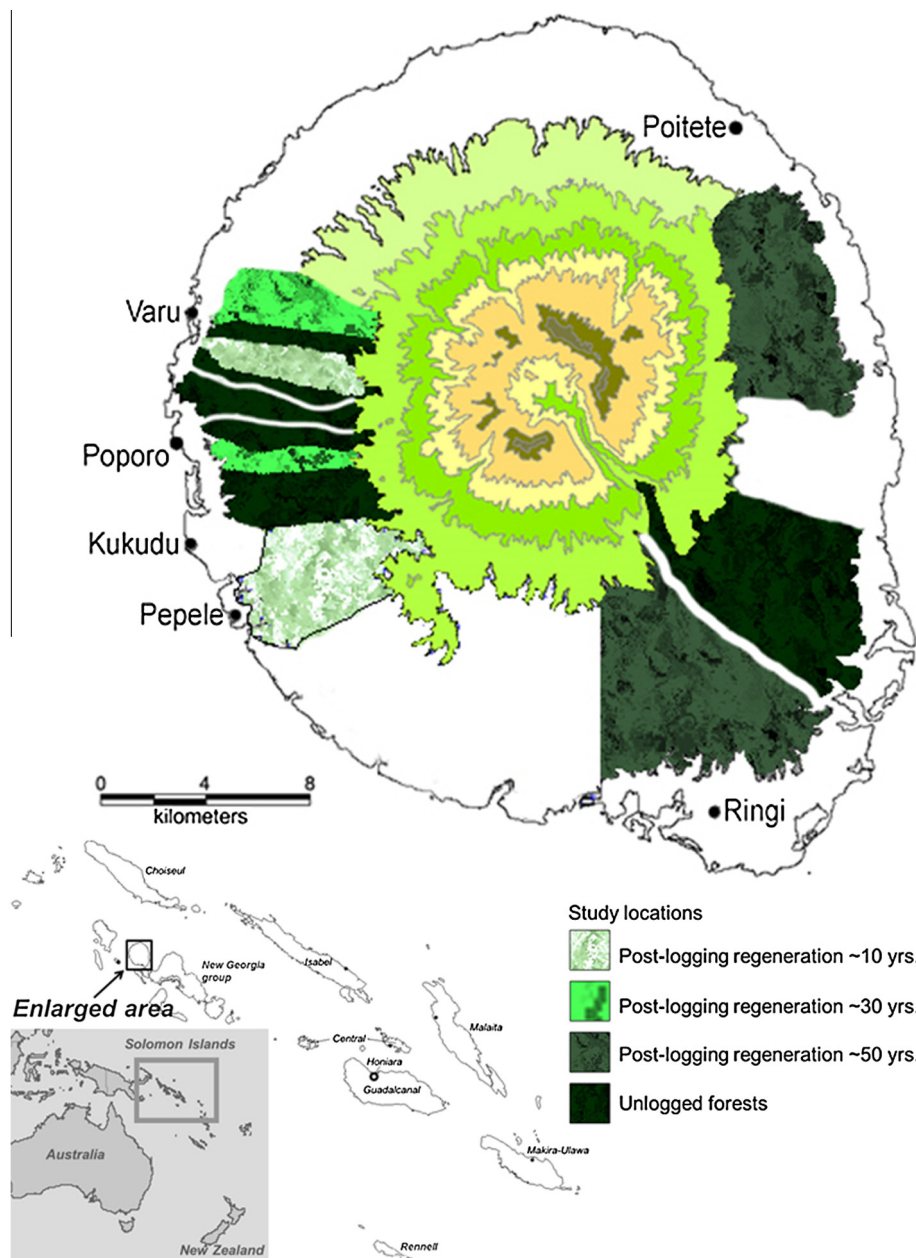 Poitete
Varu
Poporo
Kukudu
Pepele
0 4 8
kilometers
Ringi
Choiseul
New Georgia
group
Isabel
Enlarged area
Malaita
Central
Honiara
Guadalcanal
Makira-Ulawa
Rennell
Solomon Islands
Australia
New Zealand
Study locations
Post-logging regeneration ~10 yrs.
Post-logging regeneration ~30 yrs.
Post-logging regeneration ~50 yrs.
Unlogged forests